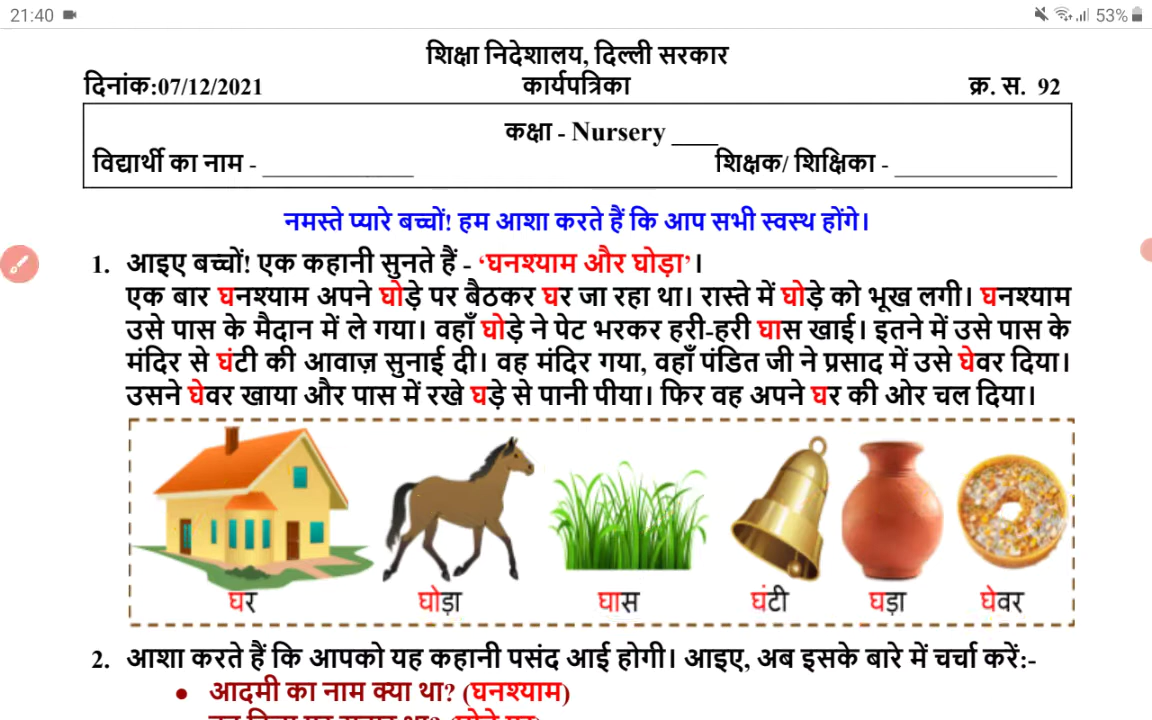 21:40
53%
शिक्षा निदेशालय, दिल्ली सरकार
दिनांक:07/12/2021 कार्यपत्रिका क्र. स. 92
कक्षा - Nursery ____
विद्यार्थी का नाम - ____________ शिक्षक/ शिक्षिका - _____________
नमस्ते प्यारे बच्चों! हम आशा करते हैं कि आप सभी स्वस्थ होंगे।
1. आइए बच्चों! एक कहानी सुनते हैं - ‘घनश्याम और घोड़ा’।
एक बार घनश्याम अपने घोड़े पर बैठकर घर जा रहा था। रास्ते में घोड़े को भूख लगी। घनश्याम
उसे पास के मैदान में ले गया। वहाँ घोड़े ने पेट भरकर हरी-हरी घास खाई। इतने में उसे पास के
मंदिर से घंटी की आवाज़ सुनाई दी। वह मंदिर गया, वहाँ पंडित जी ने प्रसाद में उसे घेवर दिया।
उसने घेवर खाया और पास में रखे घड़े से पानी पीया। फिर वह अपने घर की ओर चल दिया।
घर घोड़ा घास घंटी घड़ा घेवर
2. आशा करते हैं कि आपको यह कहानी पसंद आई होगी। आइए, अब इसके बारे में चर्चा करें:-
● आदमी का नाम क्या था? (घनश्याम)